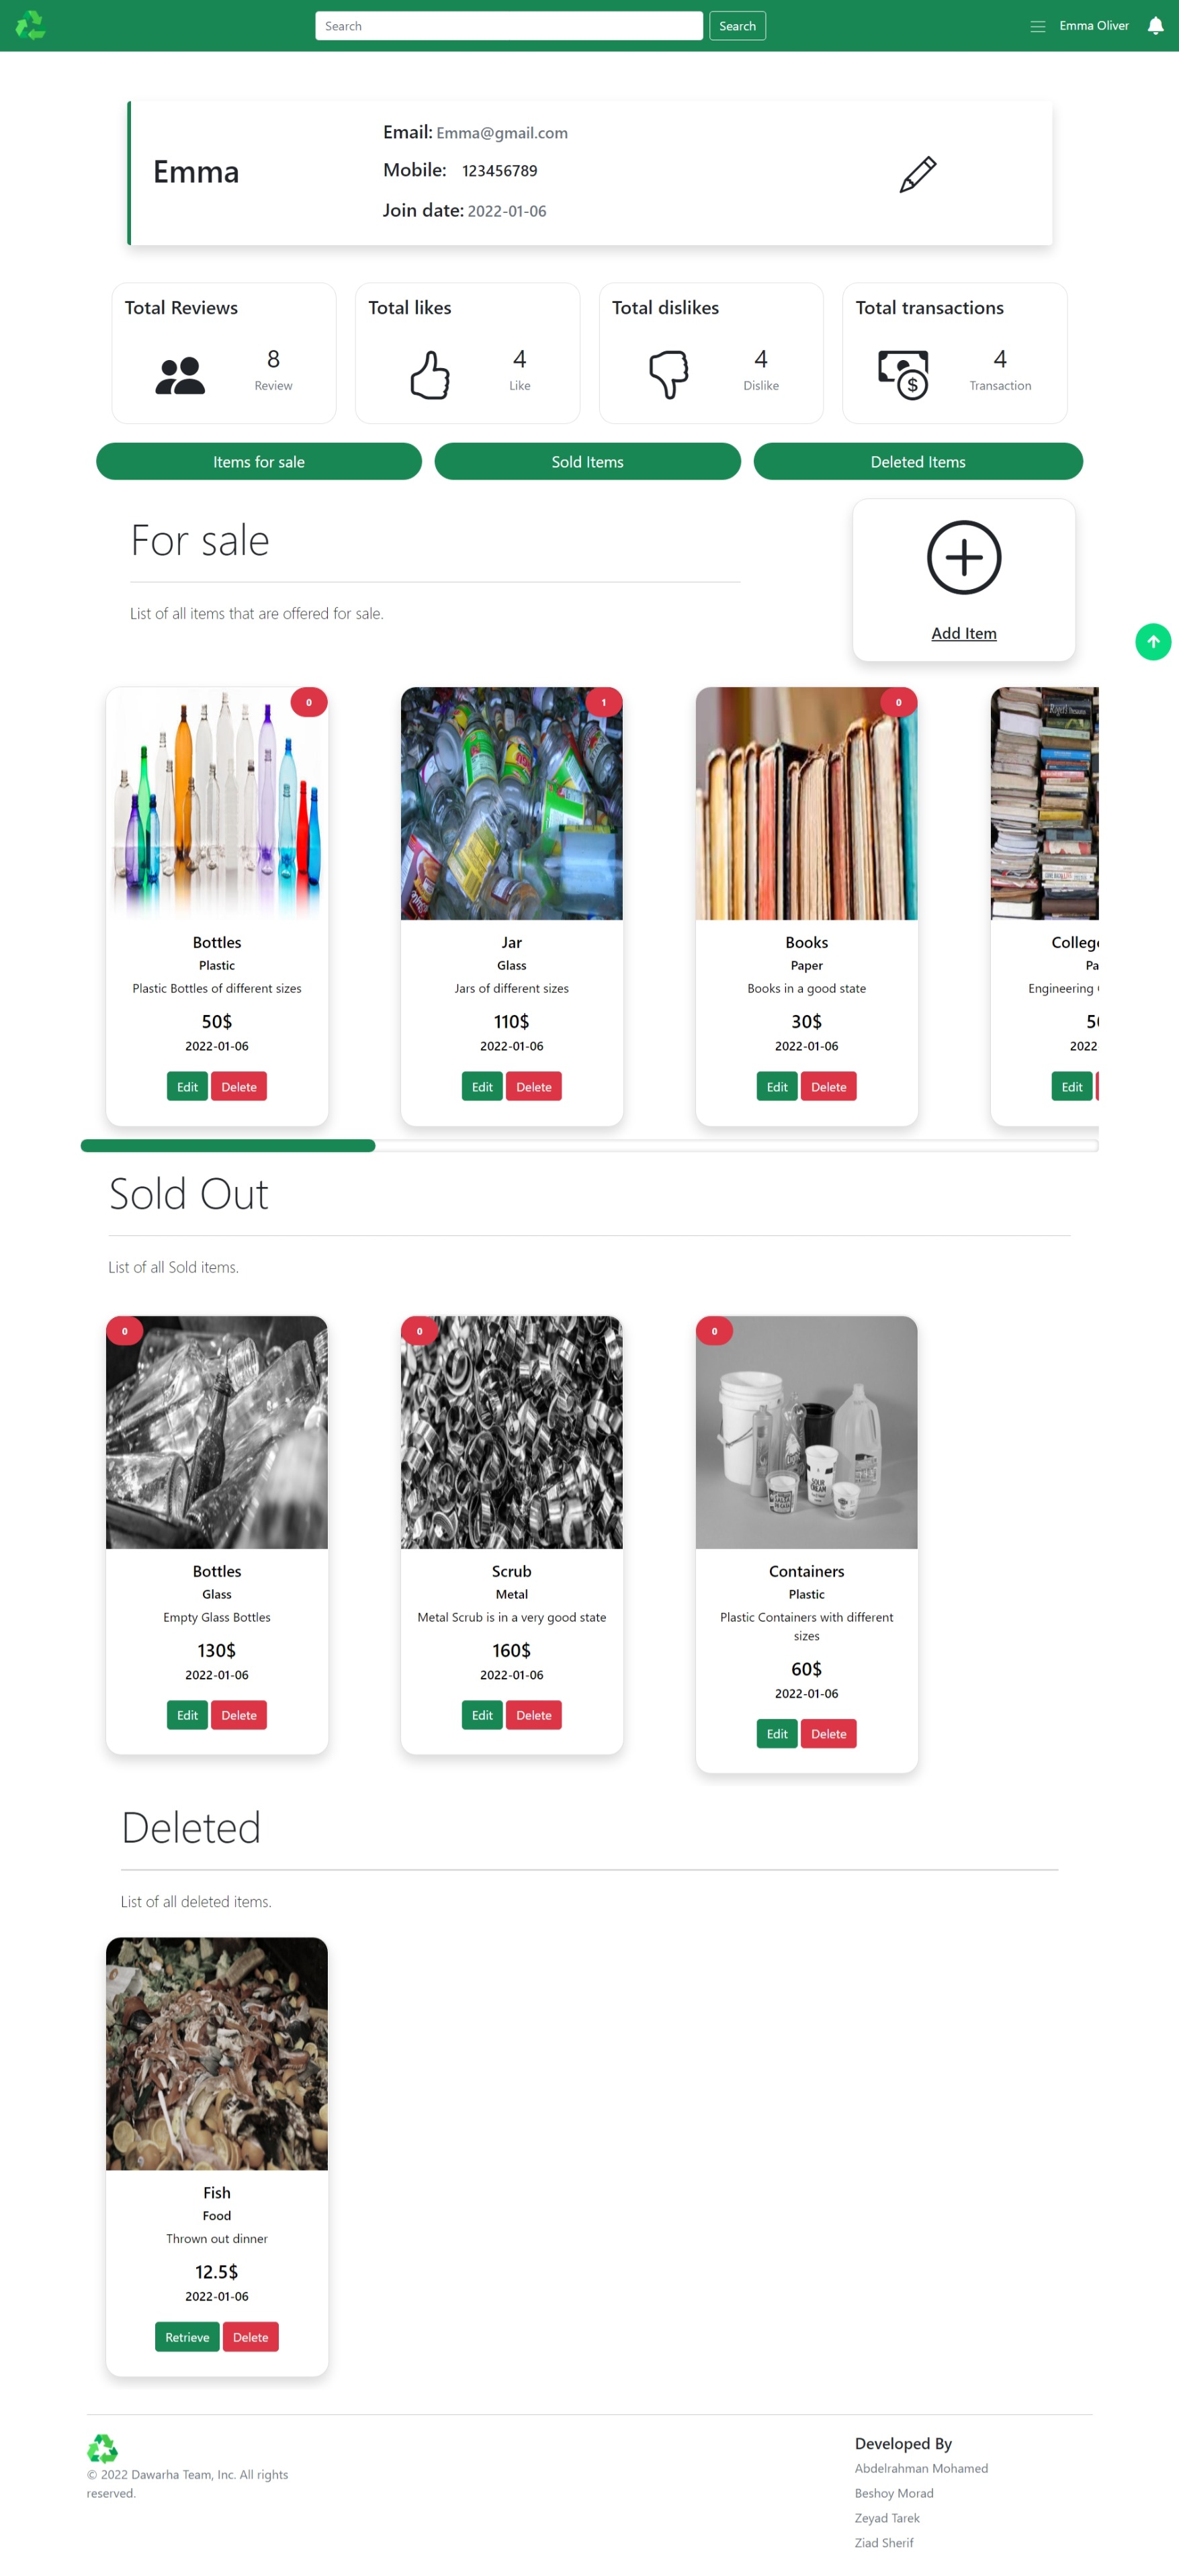 Search
Search
Emma Oliver
Emma
Email: Emma@gmail.com
Mobile: 123456789
Join date: 2022-01-06
Total Reviews
8
Review
Total likes
4
Like
Total dislikes
4
Dislike
Total transactions
$
4
Transaction
Items for sale
Sold Items
Deleted Items
For sale
List of all items that are offered for sale.
Add Item
0
Bottles
Plastic
Plastic Bottles of different sizes
50$
2022-01-06
Edit
Delete
1
Jar
Glass
Jars of different sizes
110$
2022-01-06
Edit
Delete
0
Books
Paper
Books in a good state
30$
2022-01-06
Edit
Delete
Colleg
Pa
Engineering
5
2022
Edit
Sold Out
List of all Sold items.
0
Bottles
Glass
Empty Glass Bottles
130$
2022-01-06
Edit
Delete
0
Scrub
Metal
Metal Scrub is in a very good state
160$
2022-01-06
Edit
Delete
0
SOUR
CREAM
Containers
Plastic
Plastic Containers with different
sizes
60$
2022-01-06
Edit
Delete
Deleted
List of all deleted items.
Fish
Food
Thrown out dinner
12.5$
2022-01-06
Retrieve
Delete
© 2022 Dawarha Team, Inc. All rights
reserved.
Developed By
Abdelrahman Mohamed
Beshoy Morad
Zeyad Tarek
Ziad Sherif